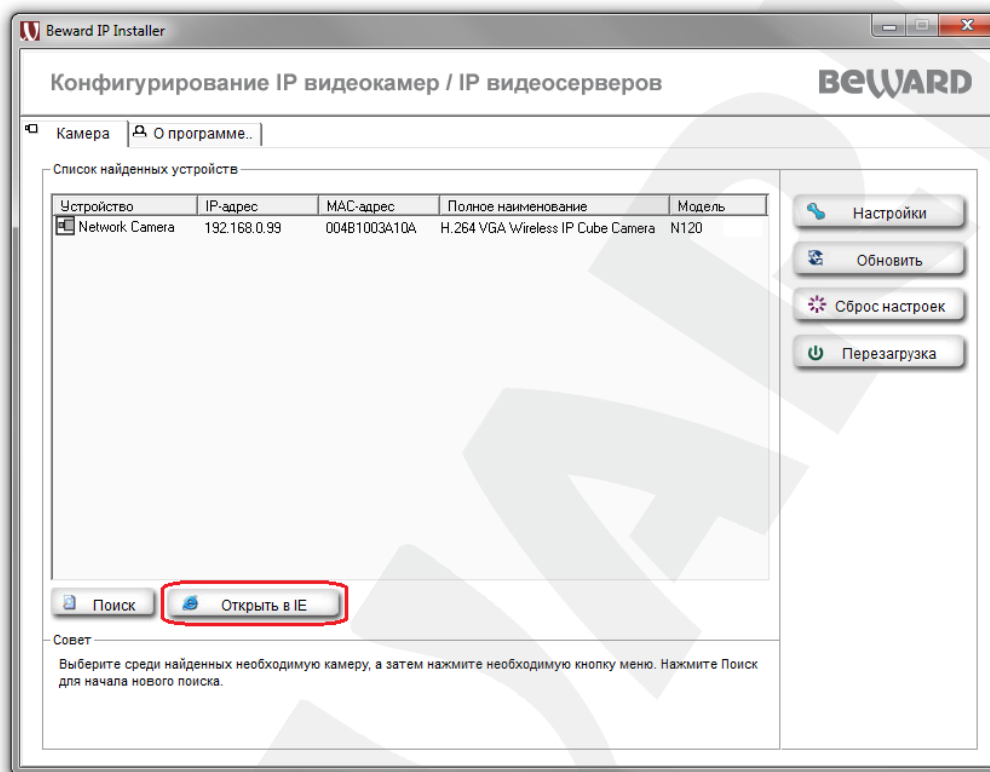 Beward IP Installer
Конфигурирование IP видеокамер / IP видеосерверов
BEWARD
Камера
О программе..
Список найденных устройств
Устройство IP-адрес MAC-адрес Полное наименование Модель
Network Camera 192.168.0.99 004B1003A10A H.264 VGA Wireless IP Cube Camera N120
Настройки
Обновить
Сброс настроек
Перезагрузка
Поиск
Открыть в IE
Совет
Выберите среди найденных необходимую камеру, а затем нажмите необходимую кнопку меню. Нажмите Поиск
для начала нового поиска.